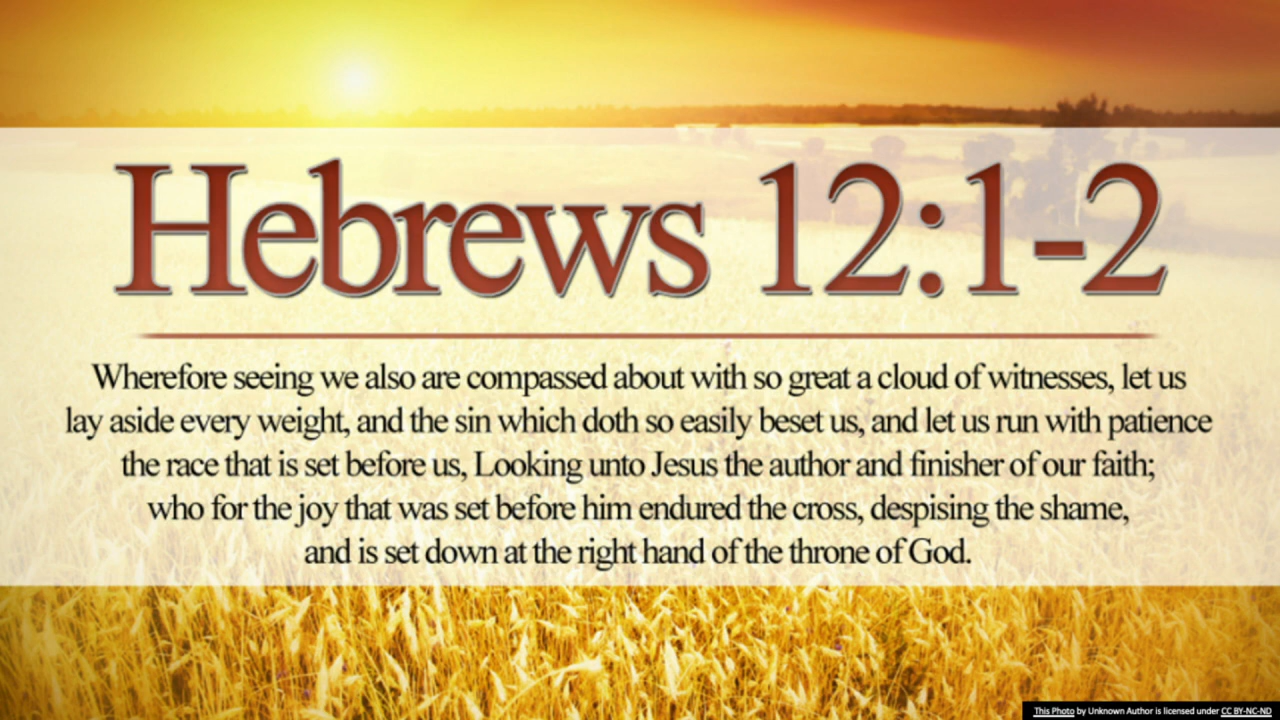 Hebrews 12:1-2
Wherefore seeing we also are compassed about with so great a cloud of witnesses, let us
lay aside every weight, and the sin which doth so easily beset us, and let us run with patience
the race that is set before us, Looking unto Jesus the author and finisher of our faith;
who for the joy that was set before him endured the cross, despising the shame,
and is set down at the right hand of the throne of God.
This Photo by Unknown Author is licensed under CC BY-NC-ND